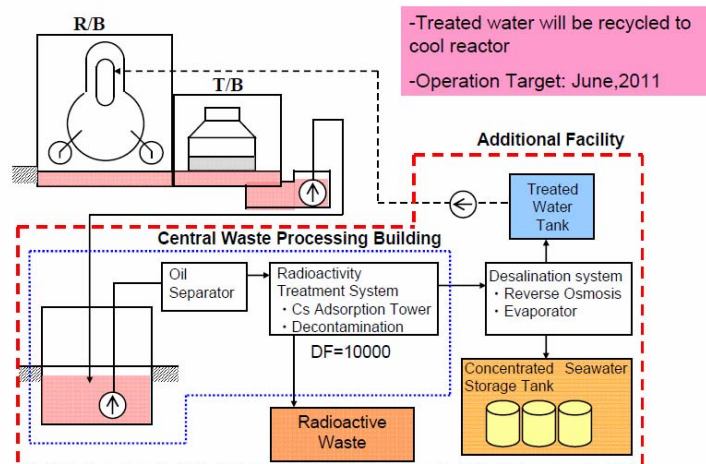 R/B
-Treated water will be recycled to
cool reactor
-Operation Target: June,2011
T/B
Additional Facility
Treated
Water
Tank
Central Waste Processing Building
Oil
Separator
Radioactivity
Treatment System
・Cs Adsorption Tower
・Decontamination
DF=10000
Desalination system
・Reverse Osmosis
・Evaporator
Concentrated Seawater
Storage Tank
Radioactive
Waste